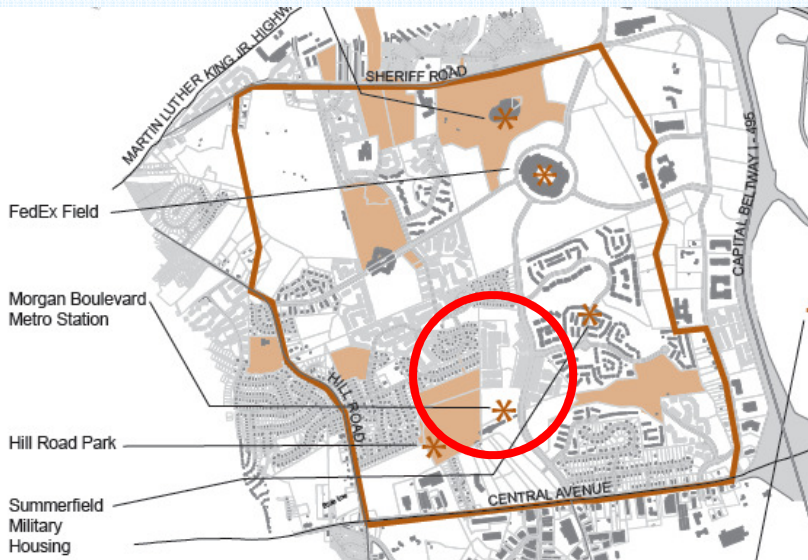 MARTIN LUTHER KING JR. HIGHW
SHERIFF ROAD
CAPITAL BELTWAY I - 495
FedEx Field
Morgan Boulevard
Metro Station
HILL ROAD
Hill Road Park
CENTRAL AVENUE
Summerfield
Military
Housing